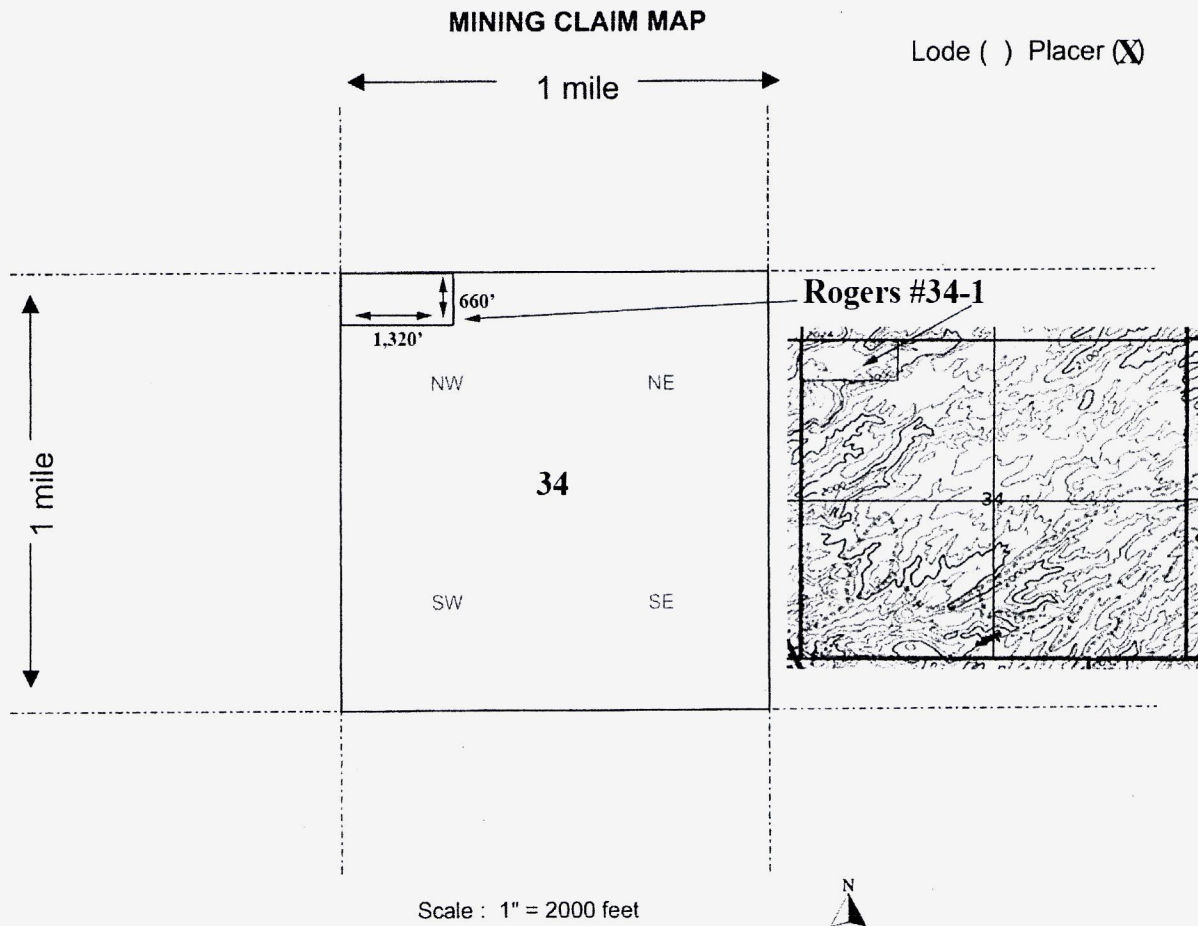 MINING CLAIM MAP
Lode ( ) Placer (X)
1 mile
Rogers #34-1
660'
1,320'
NW
NE
1 mile
34
34
SW
SE
Scale : 1" = 2000 feet
N